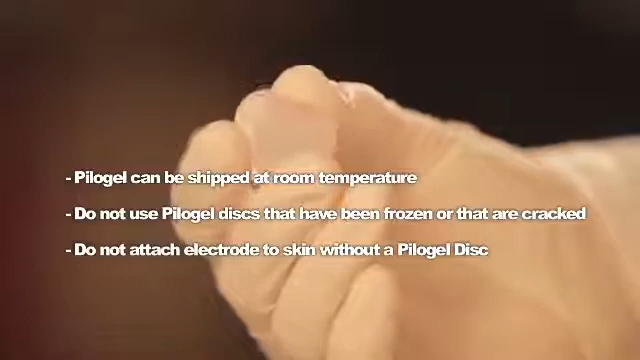 - Pilogel can be shipped at room temperature
- Do not use Pilogel discs that have been frozen or that are cracked
- Do not attach electrode to skin without a Pilogel Disc